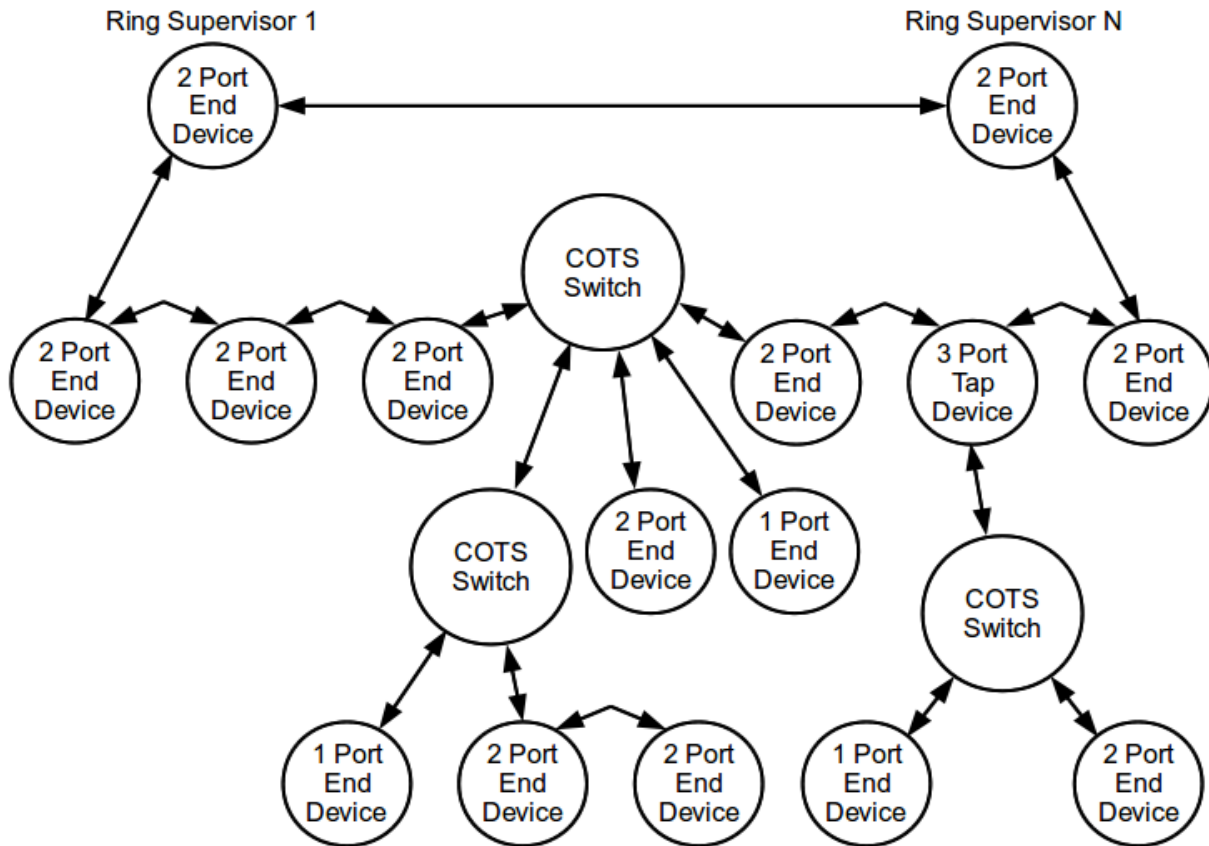 Ring Supervisor 1
Ring Supervisor N
2 Port
End
Device
2 Port
End
Device
COTS
Switch
2 Port
End
Device
2 Port
End
Device
2 Port
End
Device
2 Port
End
Device
3 Port
Tap
Device
2 Port
End
Device
COTS
Switch
2 Port
End
Device
1 Port
End
Device
COTS
Switch
1 Port
End
Device
2 Port
End
Device
2 Port
End
Device
1 Port
End
Device
2 Port
End
Device